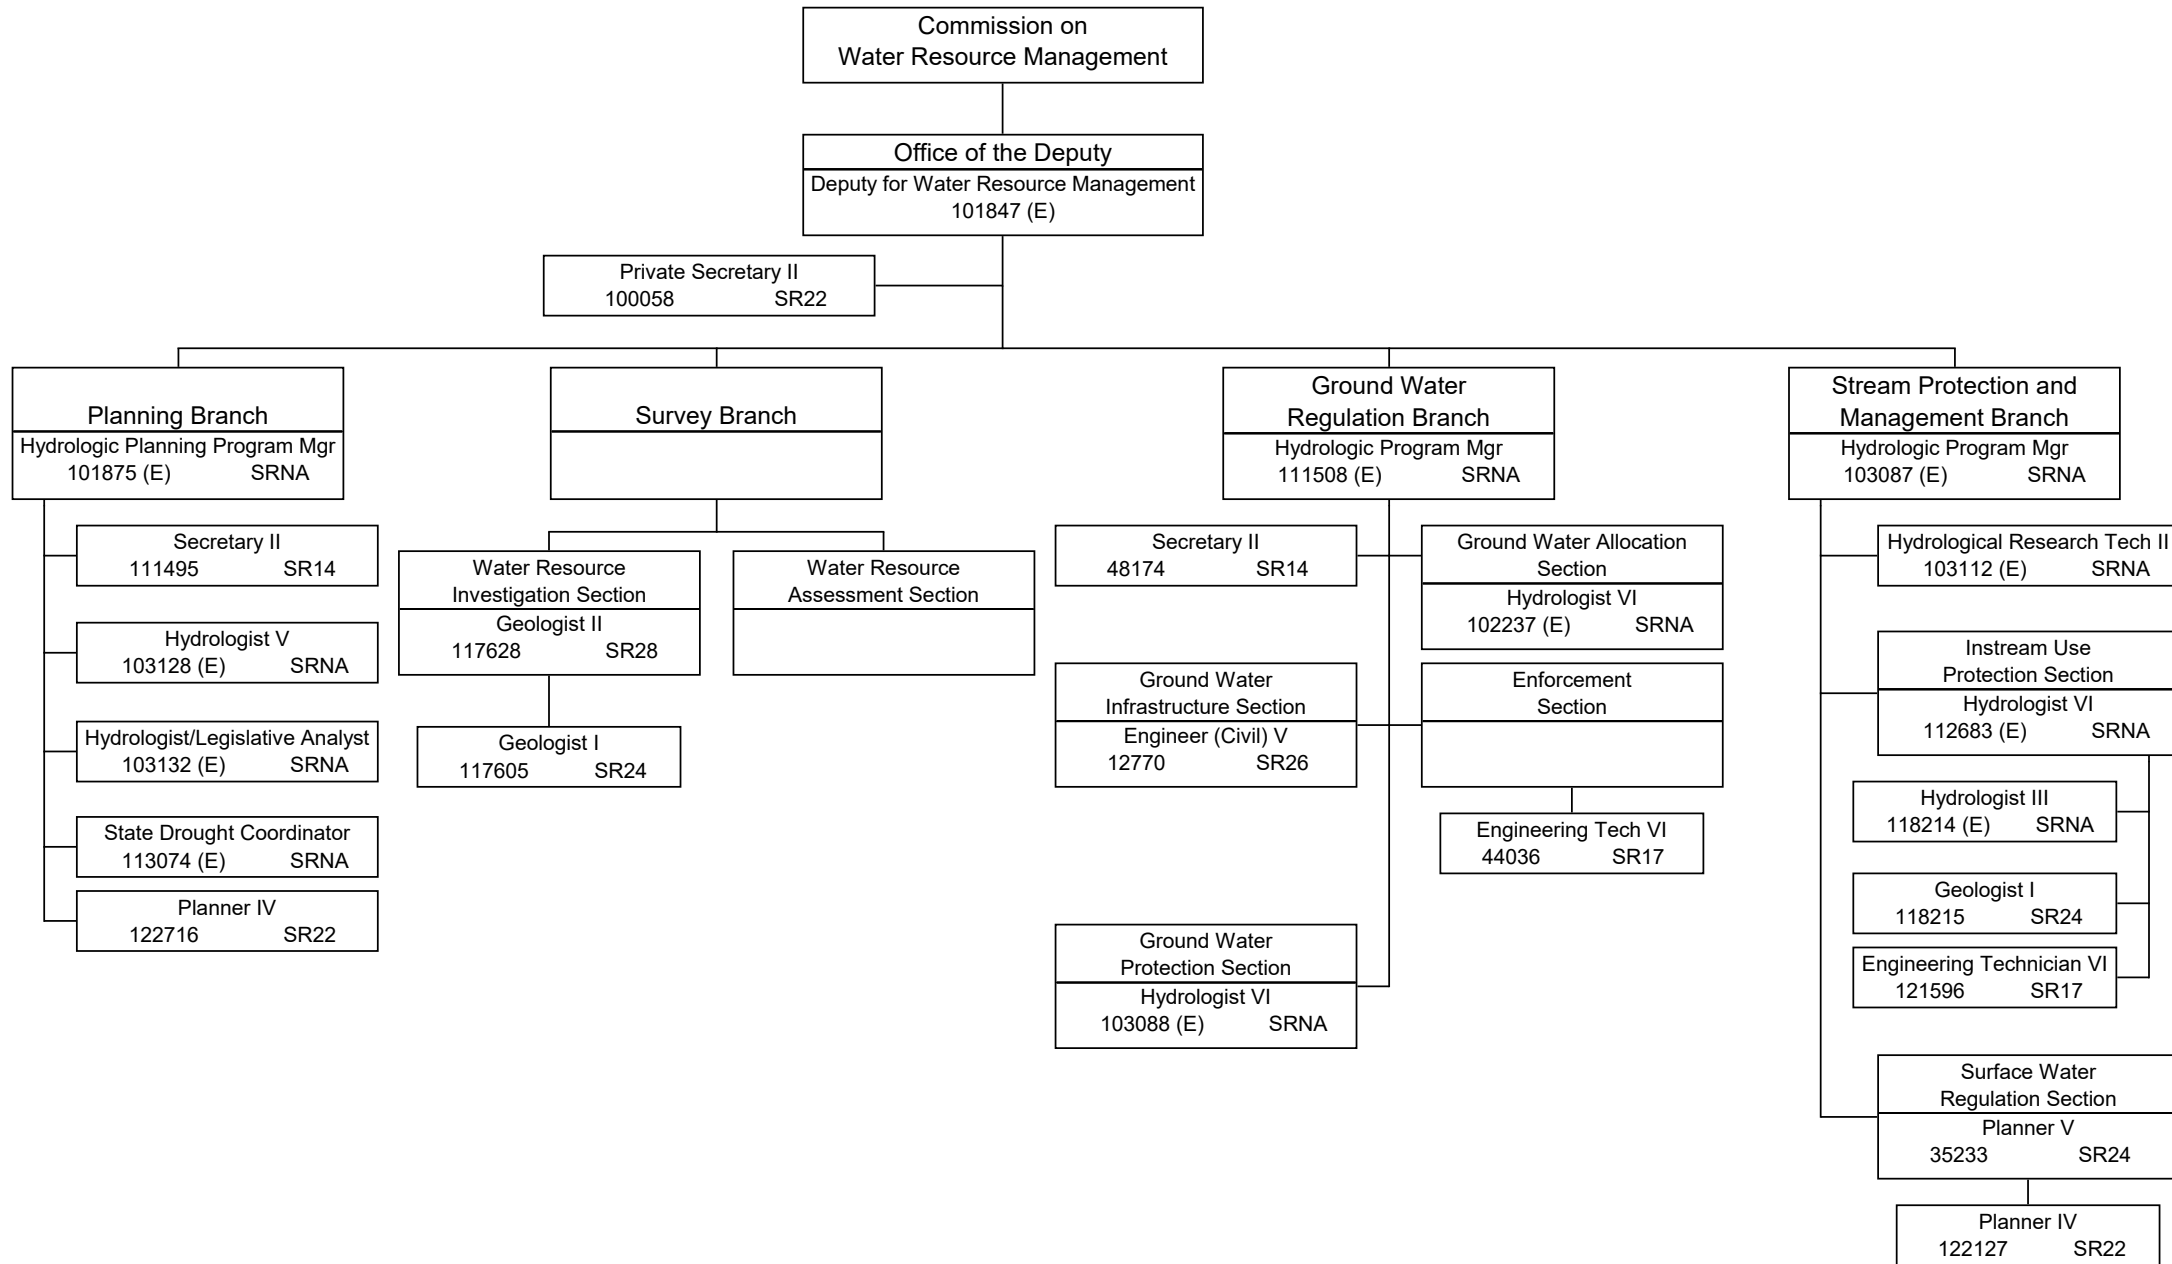 Commission on
Water Resource Management
Office of the Deputy
Deputy for Water Resource Management
101847 (E)
Private Secretary II
100058 SR22
Planning Branch
Hydrologic Planning Program Mgr
101875 (E) SRNA
Secretary II
111495 SR14
Hydrologist V
103128 (E) SRNA
Hydrologist/Legislative Analyst
103132 (E) SRNA
State Drought Coordinator
113074 (E) SRNA
Planner IV
122716 SR22
Survey Branch
Water Resource
Investigation Section
Geologist II
117628 SR28
Geologist I
117605 SR24
Water Resource
Assessment Section
Ground Water
Regulation Branch
Hydrologic Program Mgr
111508 (E) SRNA
Secretary II
48174 SR14
Ground Water Allocation
Section
Hydrologist VI
102237 (E) SRNA
Ground Water
Infrastructure Section
Engineer (Civil) V
12770 SR26
Enforcement
Section
Engineering Tech VI
44036 SR17
Ground Water
Protection Section
Hydrologist VI
103088 (E) SRNA
Stream Protection and
Management Branch
Hydrologic Program Mgr
103087 (E) SRNA
Hydrological Research Tech II
103112 (E) SRNA
Instream Use
Protection Section
Hydrologist VI
112683 (E) SRNA
Hydrologist III
118214 (E) SRNA
Geologist I
118215 SR24
Engineering Technician VI
121596 SR17
Surface Water
Regulation Section
Planner V
35233 SR24
Planner IV
122127 SR22